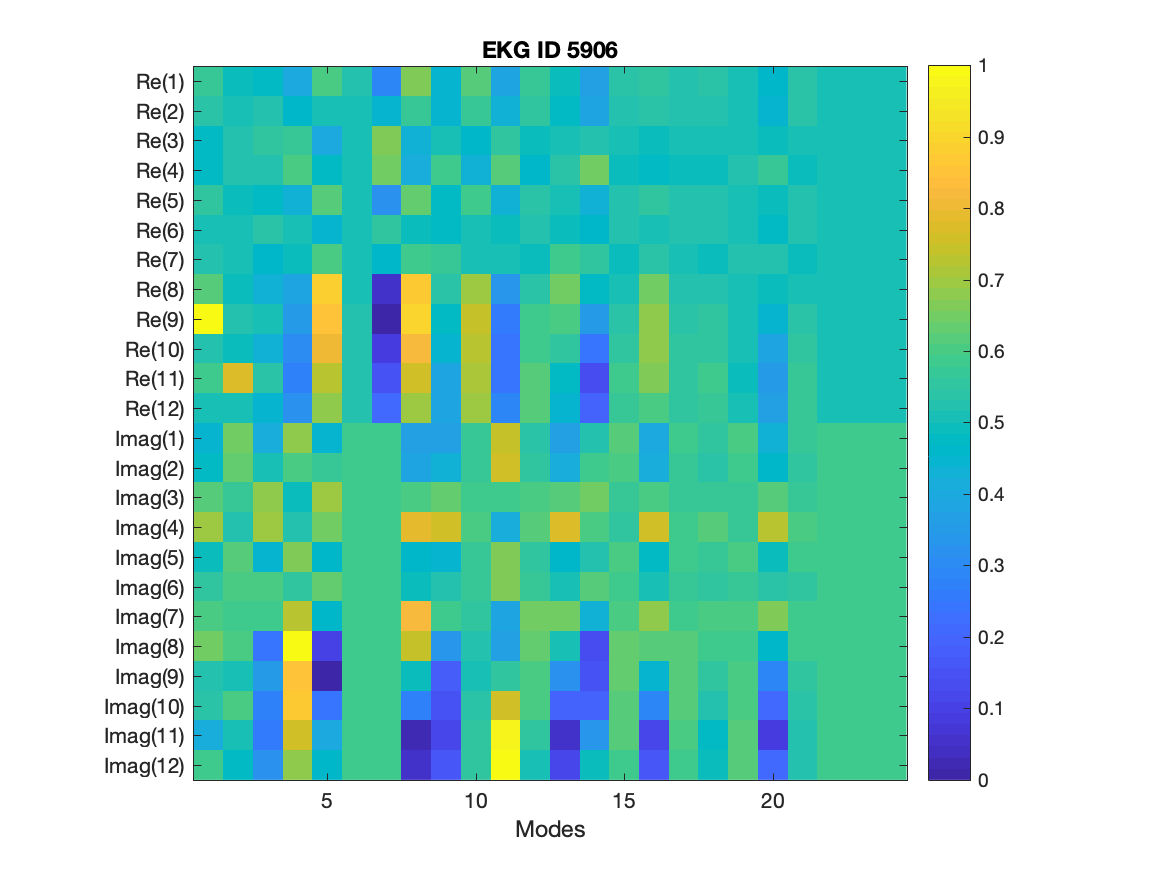 EKG ID 5906
Re(1)
Re(2)
Re(3)
Re(4)
Re(5)
Re(6)
Re(7)
Re(8)
Re(9)
Re(10)
Re(11)
Re(12)
Imag(1)
Imag(2)
Imag(3)
Imag(4)
Imag(5)
Imag(6)
Imag(7)
Imag(8)
Imag(9)
Imag(10)
Imag(11)
Imag(12)
5 10 15 20
Modes
1
0.9
0.8
0.7
0.6
0.5
0.4
0.3
0.2
0.1
0